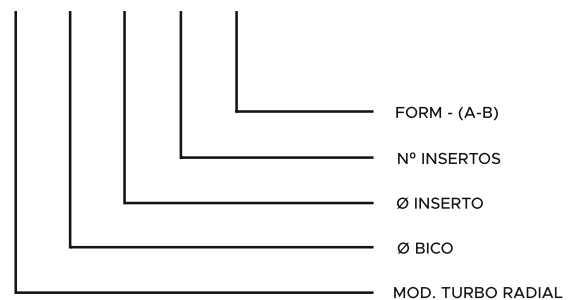 FORM - (A-B)
Nº INSERTOS
Ø INSERTO
Ø BICO
MOD. TURBO RADIAL